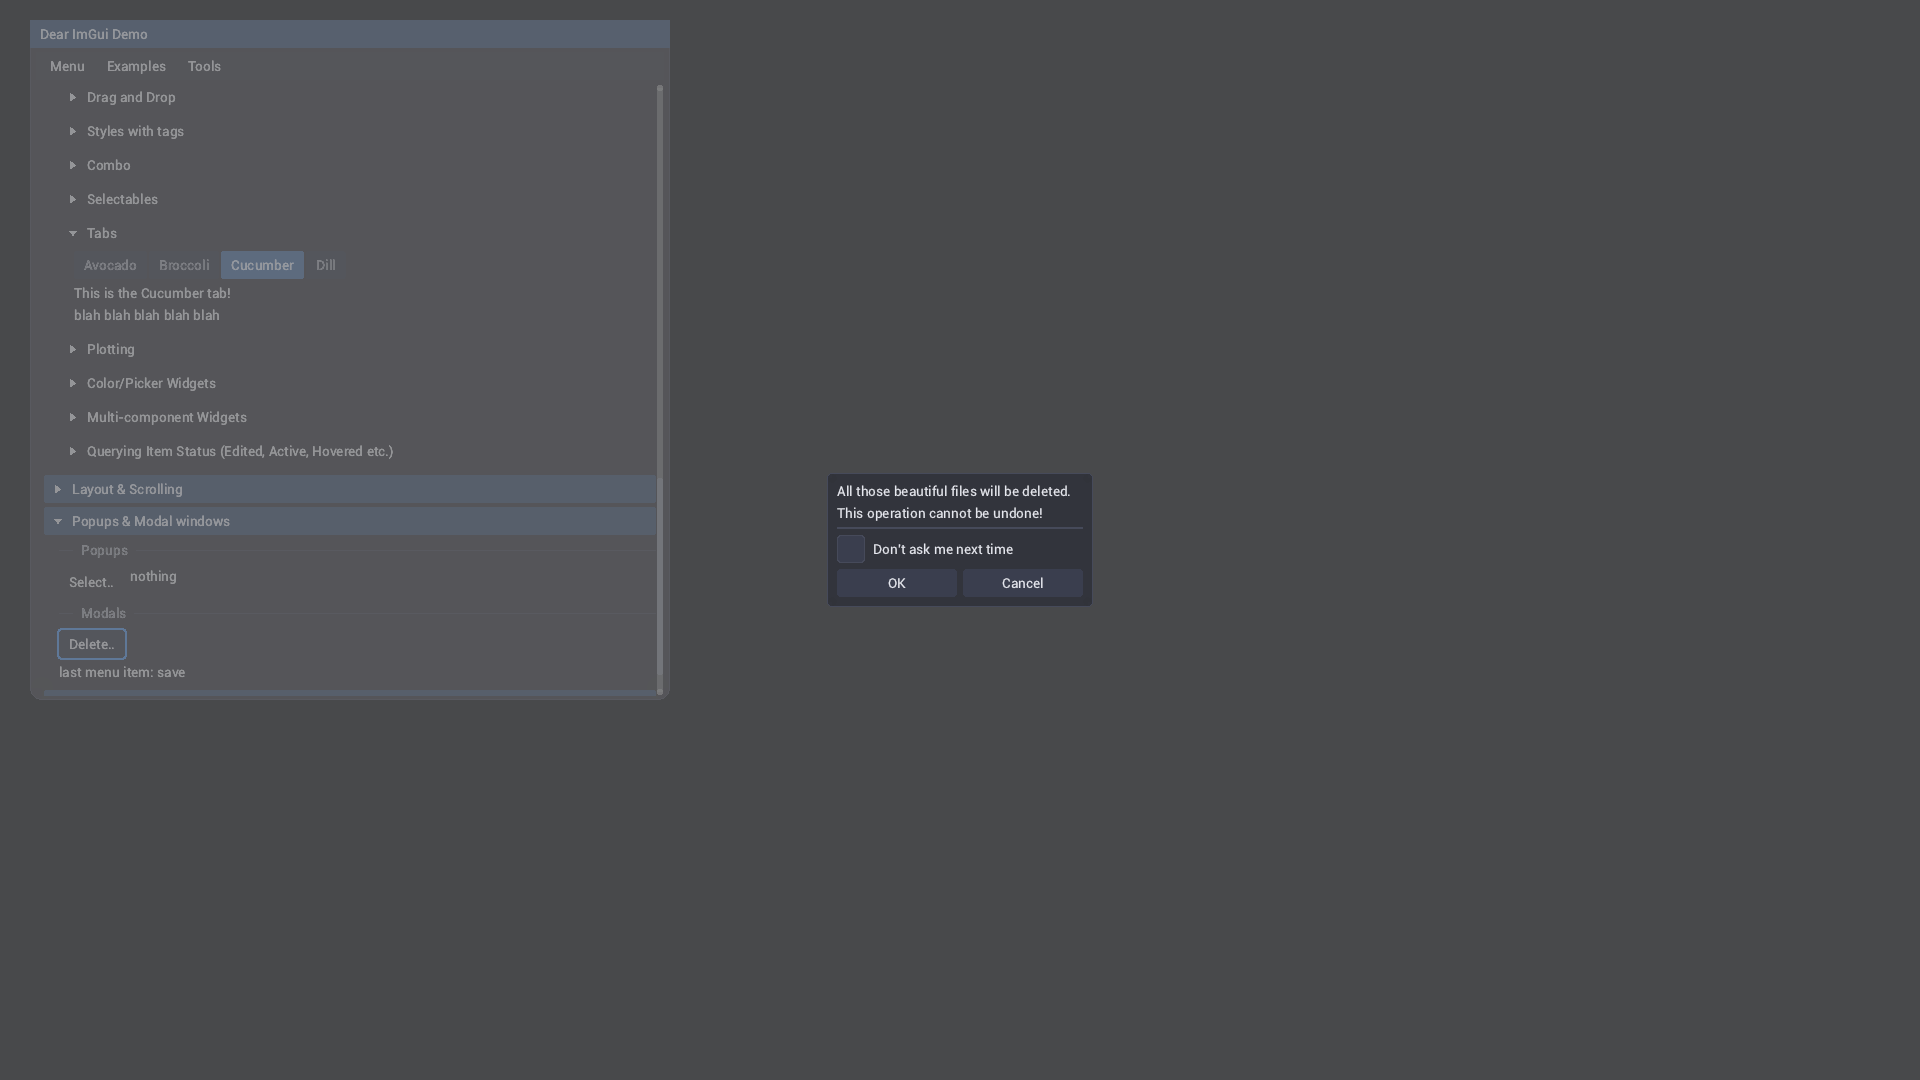 Dear ImGui Demo
Menu Examples Tools
Drag and Drop
Styles with tags
Combo
Selectables
Tabs
Avocado Broccoli Cucumber Dill
This is the Cucumber tab!
blah blah blah blah blah
Plotting
Color/Picker Widgets
Multi-component Widgets
Querying Item Status (Edited, Active, Hovered etc.)
Layout & Scrolling
Popups & Modal windows
Popups
Select.. nothing
Modals
Delete..
last menu item: save
All those beautiful files will be deleted.
This operation cannot be undone!
Don't ask me next time
OK Cancel